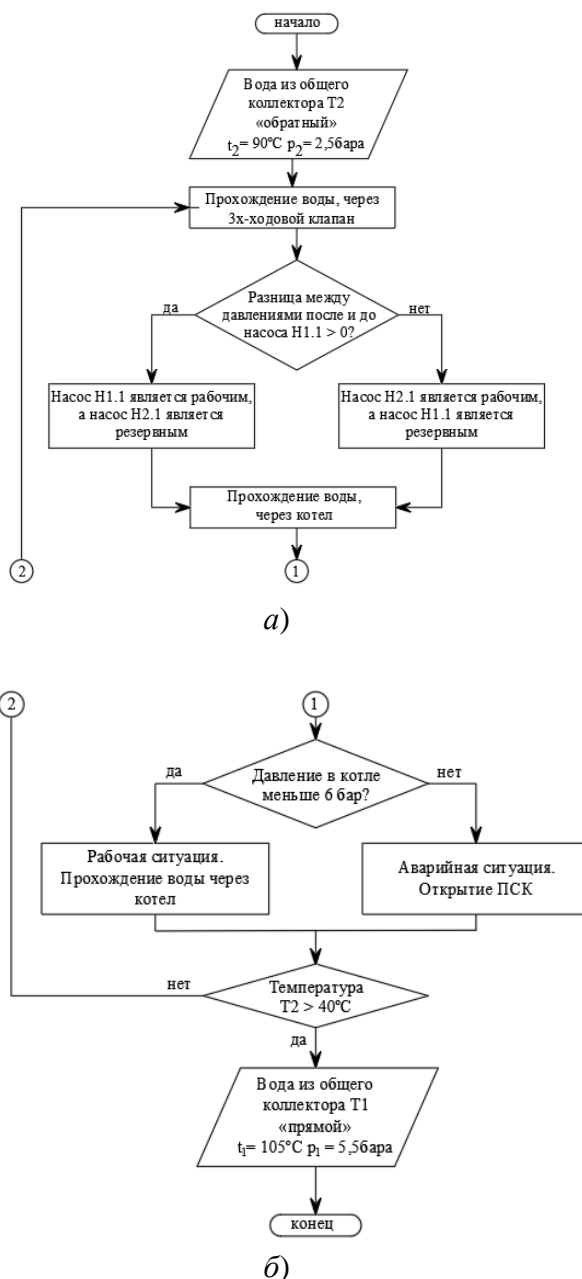 начало
Вода из общего
коллектора Т2
«обратный»
t2= 90°С p2= 2,5бара
Прохождение воды, через
3х-ходовой клапан
Разница между
давлениями после и до
насоса Н1.1 > 0?
да
нет
Насос Н1.1 является рабочим,
а насос Н2.1 является
резервным
Насос Н2.1 является рабочим,
а насос Н1.1 является
резервным
Прохождение воды,
через котел
2
1
а)
2
1
Давление в котле
меньше 6 бар?
да
нет
Рабочая ситуация.
Прохождение воды через
котел
Аварийная ситуация.
Открытие ПСК
Температура
Т2 > 40°С
нет
да
Вода из общего
коллектора Т1
«прямой»
t1= 105°С p1 = 5,5бара
конец
б)